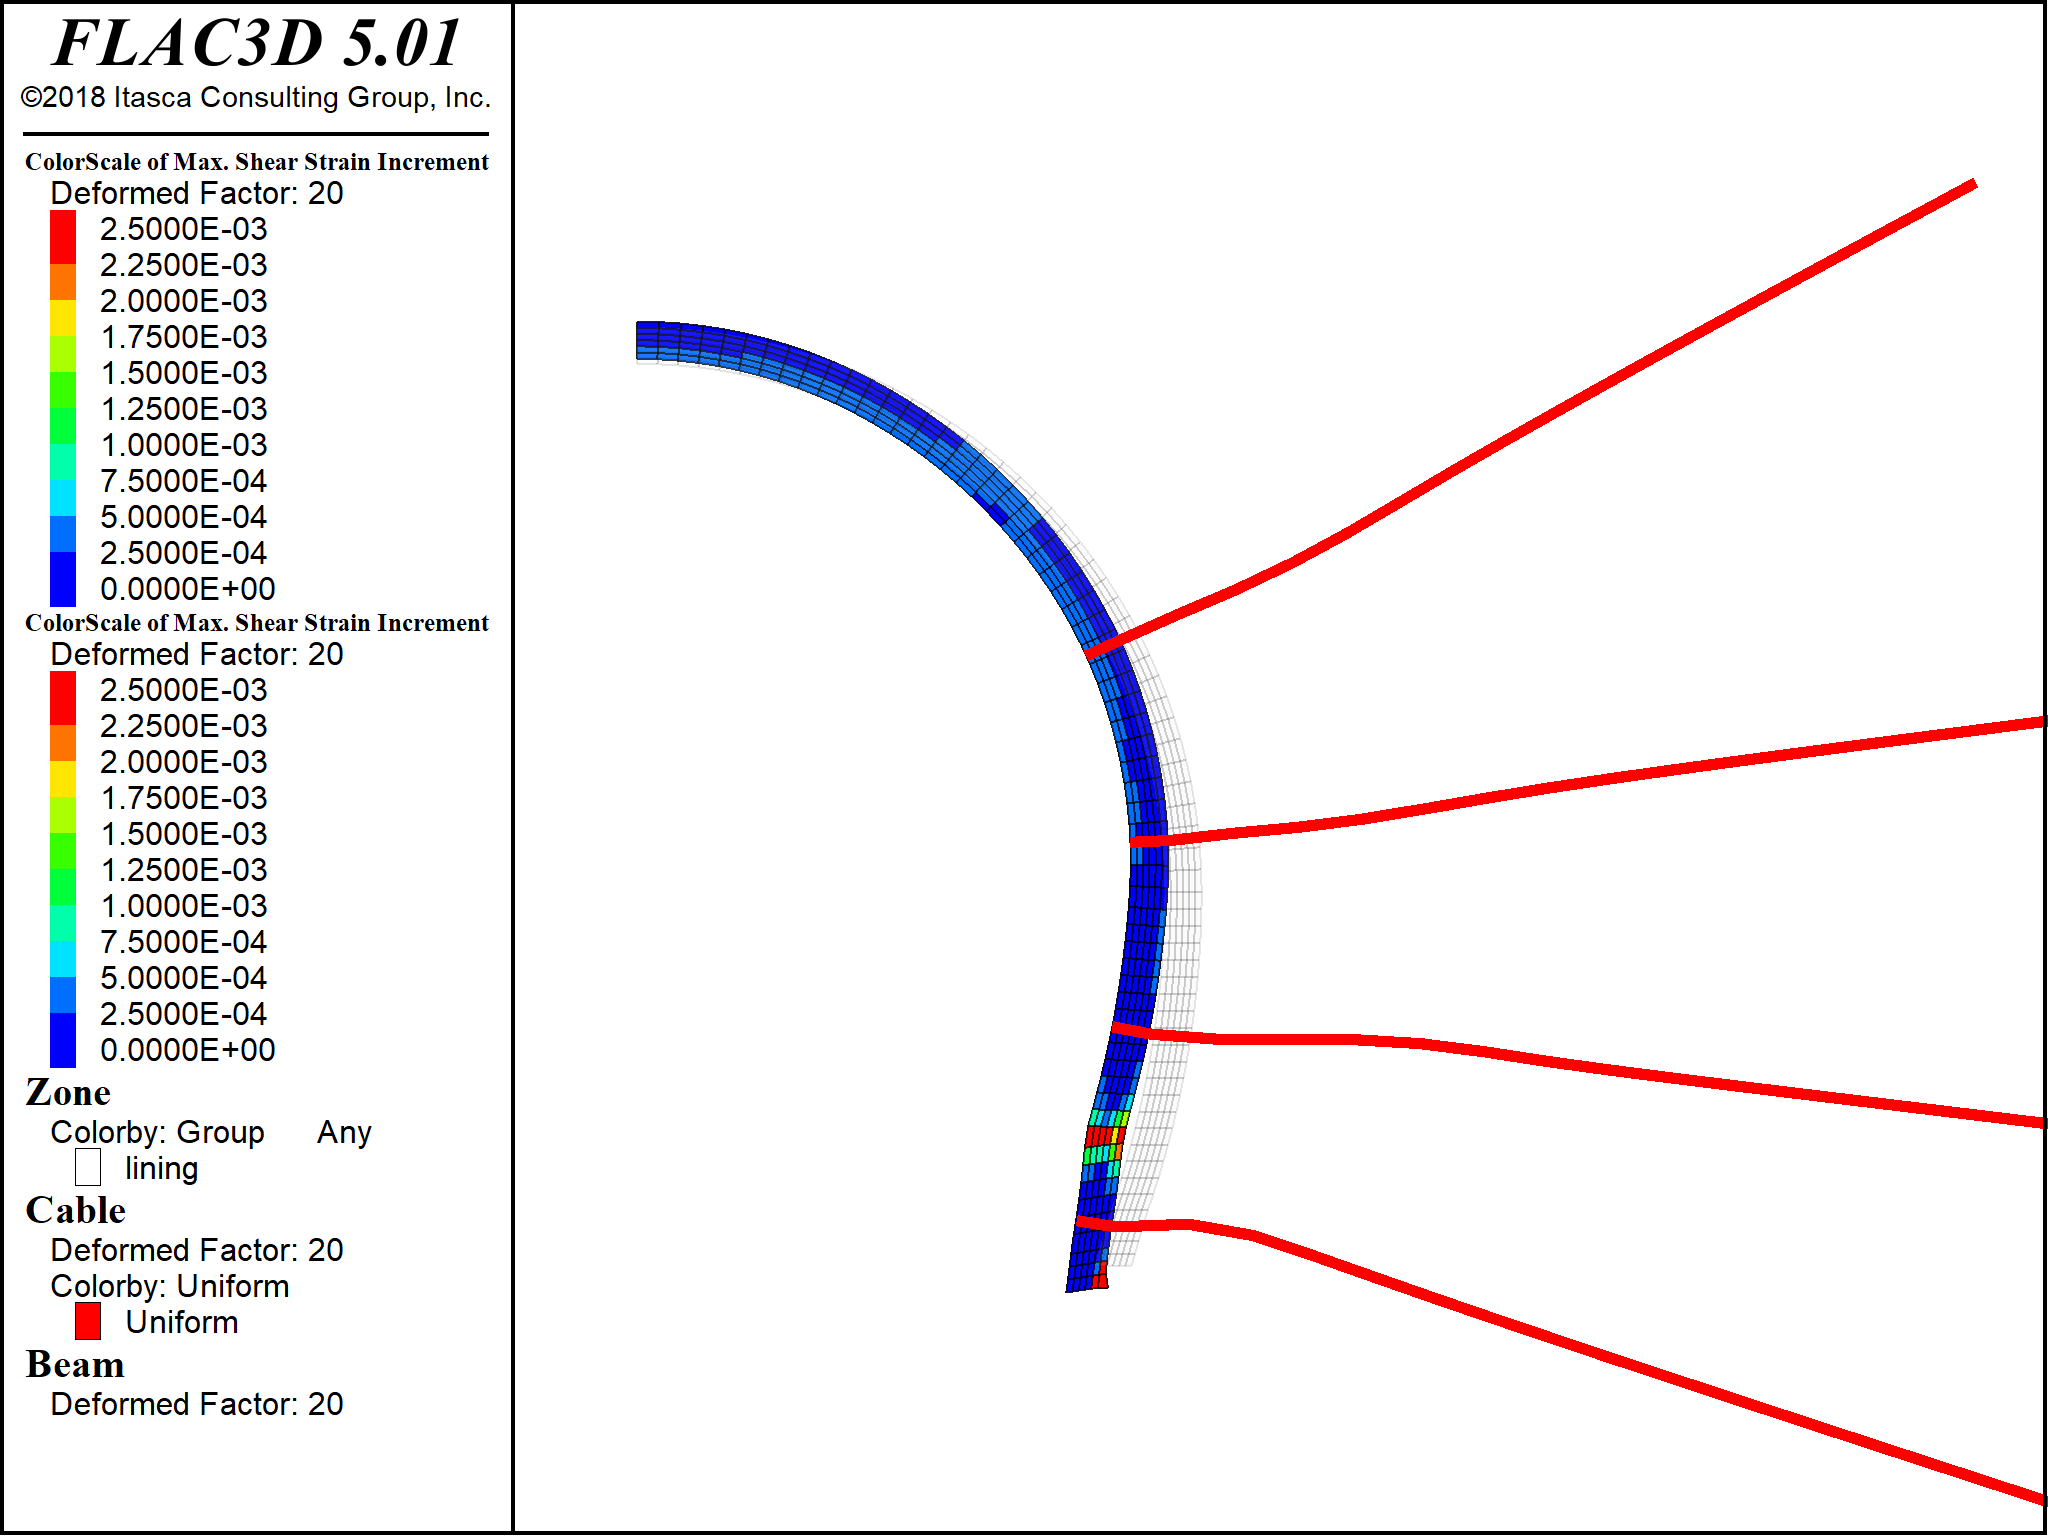 FLAC3D 5.01
©2018 Itasca Consulting Group, Inc.
ColorScale of Max. Shear Strain Increment
Deformed Factor: 20
2.5000E-03
2.2500E-03
2.0000E-03
1.7500E-03
1.5000E-03
1.2500E-03
1.0000E-03
7.5000E-04
5.0000E-04
2.5000E-04
0.0000E+00
ColorScale of Max. Shear Strain Increment
Deformed Factor: 20
2.5000E-03
2.2500E-03
2.0000E-03
1.7500E-03
1.5000E-03
1.2500E-03
1.0000E-03
7.5000E-04
5.0000E-04
2.5000E-04
0.0000E+00
Zone
Colorby: Group Any
lining
Cable
Deformed Factor: 20
Colorby: Uniform
Uniform
Beam
Deformed Factor: 20